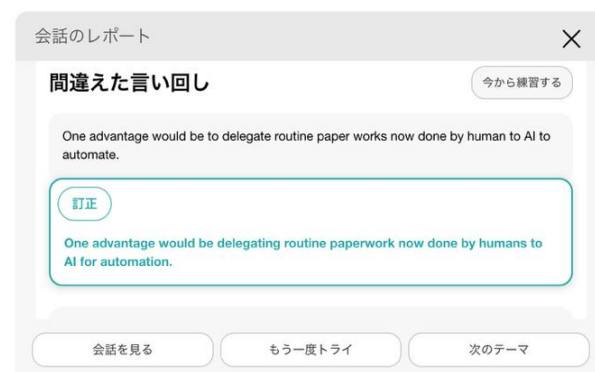 会話のレポート
間違えた言い回し
今から練習する
One advantage would be to delegate routine paper works now done by human to AI to
automate.
訂正
One advantage would be delegating routine paperwork now done by humans to
AI for automation.
会話を見る
もう一度トライ
次のテーマ